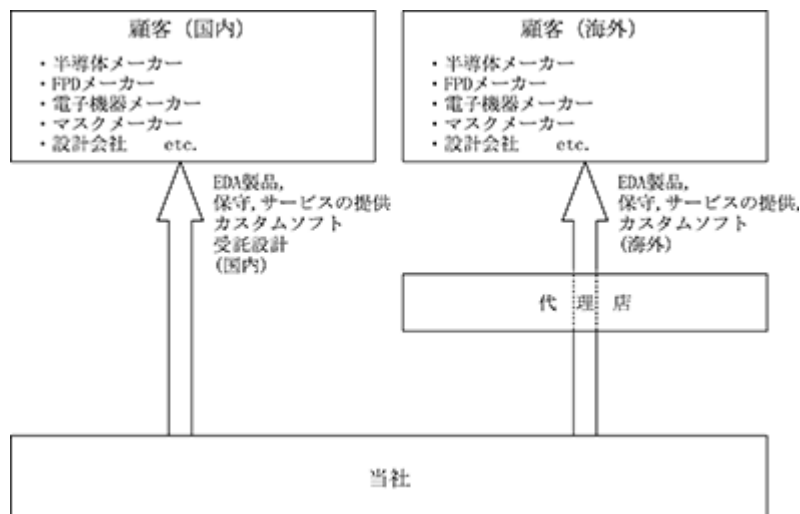 顧客（国内）
・半導体メーカー
・FPDメーカー
・電子機器メーカー
・マスクメーカー
・設計会社　etc.
顧客（海外）
・半導体メーカー
・FPDメーカー
・電子機器メーカー
・マスクメーカー
・設計会社　etc.
EDA製品,
保守,サービスの提供
カスタムソフト
受託設計
(国内)
EDA製品,
保守,サービスの提供,
カスタムソフト
(海外)
代理店
当社